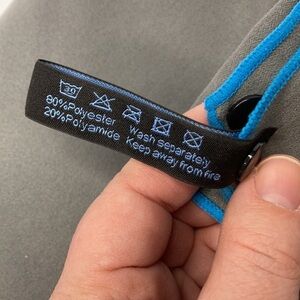 30
80%Polyester Wash separately
20%Polyamide Keep away from fire